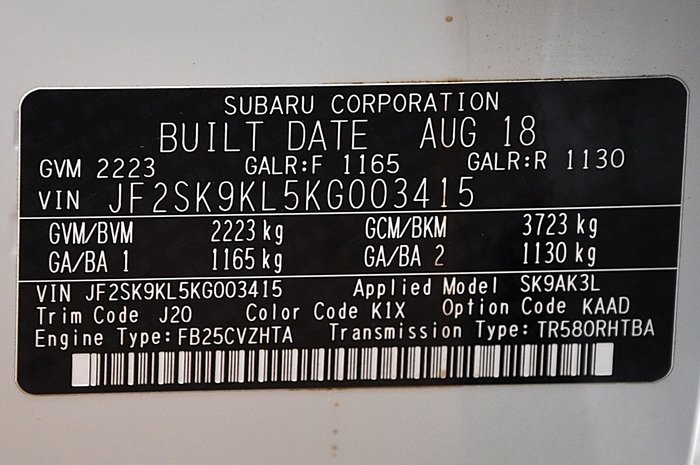 SUBARU CORPORATION
BUILT DATE AUG 18
GVM 2223 GALR:F 1165 GALR:R 1130
VIN JF2SK9KL5KG003415
GVM/BVM 2223 kg GCM/BKM 3723 kg
GA/BA 1 1165 kg GA/BA 2 1130 kg
VIN JF2SK9KL5KG003415 Applied Model SK9AK3L
Trim Code J20 Color Code K1X Option Code KAAD
Engine Type: FB25CVZHTA Transmission Type: TR580RHTBA